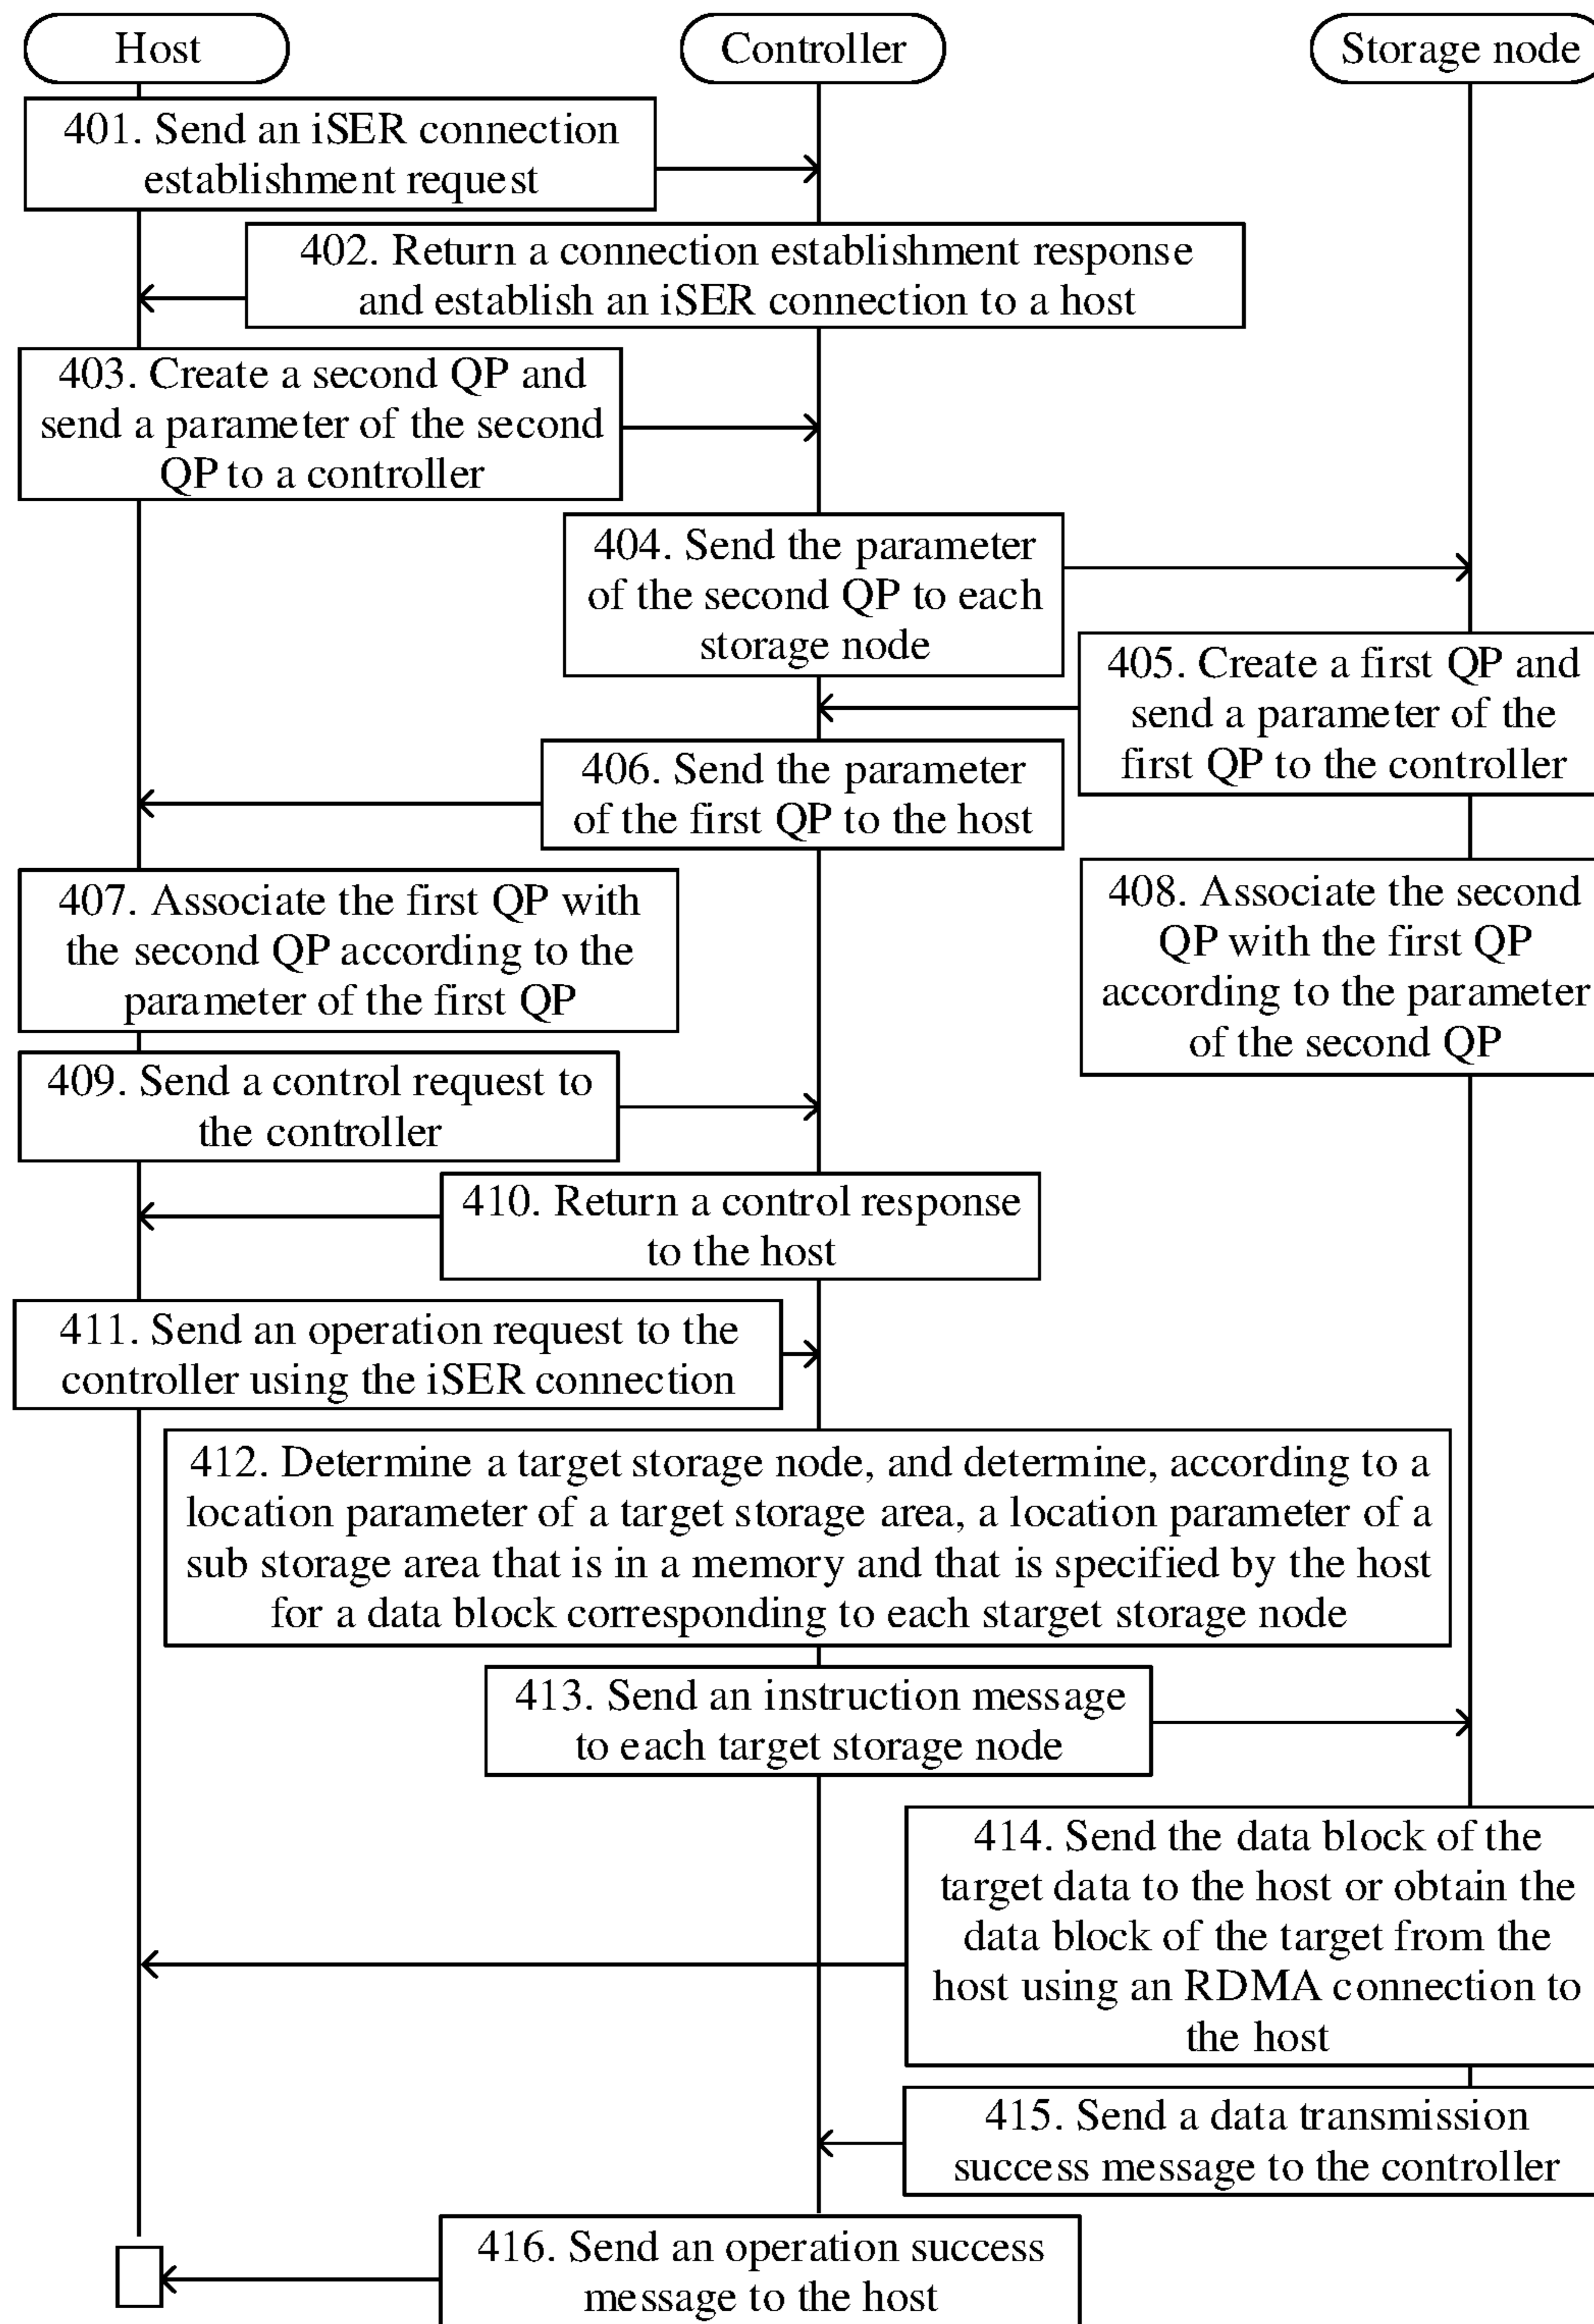 Host
Controller
Storage node
401. Send an iSER connection
establishment request
402. Return a connection establishment response
and establish an iSER connection to a host
403. Create a second QP and
send a parameter of the second
QP to a controller
404. Send the parameter
of the second QP to each
storage node
405. Create a first QP and
send a parameter of the
first QP to the controller
406. Send the parameter
of the first QP to the host
407. Associate the first QP with
the second QP according to the
parameter of the first QP
408. Associate the second
QP with the first QP
according to the parameter
of the second QP
409. Send a control request to
the controller
410. Return a control response
to the host
411. Send an operation request to the
controller using the iSER connection
412. Determine a target storage node, and determine, according to a
location parameter of a target storage area, a location parameter of a
sub storage area that is in a memory and that is specified by the host
for a data block corresponding to each starget storage node
413. Send an instruction message
to each target storage node
414. Send the data block of the
target data to the host or obtain the
data block of the target from the
host using an RDMA connection to
the host
415. Send a data transmission
success message to the controller
416. Send an operation success
message to the host